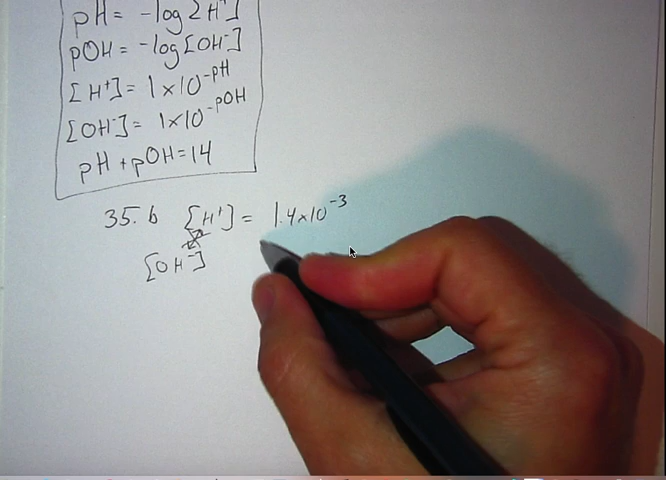 pH = -log[H⁺]
pOH = -log[OH⁻]
[H⁺] = 1×10⁻ᵖᴴ
[OH⁻] = 1×10⁻ᵖᴼᴴ
pH + pOH = 14
35. b [H⁺] = 1.4×10⁻³
[OH⁻]